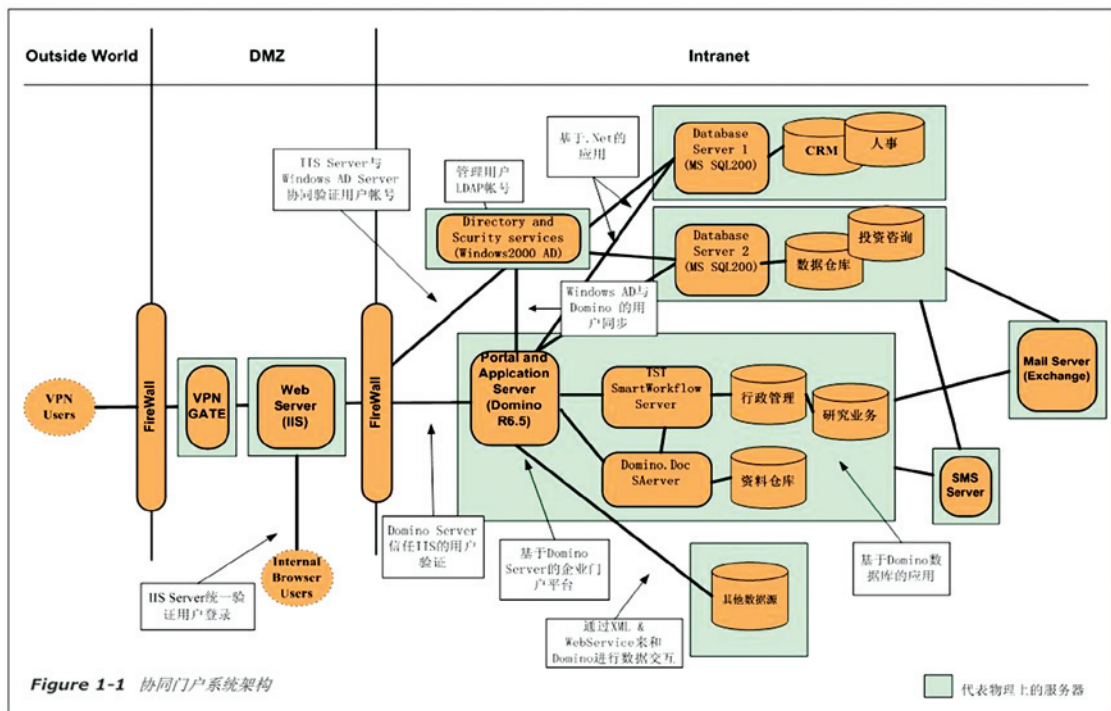 Outside World
DMZ
Intranet
IIS Server与
Windows AD Server
协同验证用户帐号
管理用户
LDAP帐号
基于.Net的
应用
Database
Server 1
(MS SQL200)
CRM
人事
Directory and
Scurity services
(Windows2000 AD)
Database
Server 2
(MS SQL200)
数据仓库
投资咨询
Windows AD与
Domino 的用
户同步
VPN
Users
FireWall
VPN
GATE
Web
Server
(IIS)
FireWall
Portal and
Application
Server
(Domino
R6.5)
TST
SmartWorkflow
Server
行政管理
研究业务
Mail Server
(Exchange)
Domino.Doc
SAerver
资料仓库
SMS
Server
Internal
Browser
Users
IIS Server统一验
证用户登录
Domino Server
信任IIS的用户
验证
基于Domino
Server的企业门
户平台
基于Domino数
据库的应用
其他数据源
通过XML &
WebService来和
Domino进行数据交互
Figure 1-1 协同门户系统架构
代表物理上的服务器